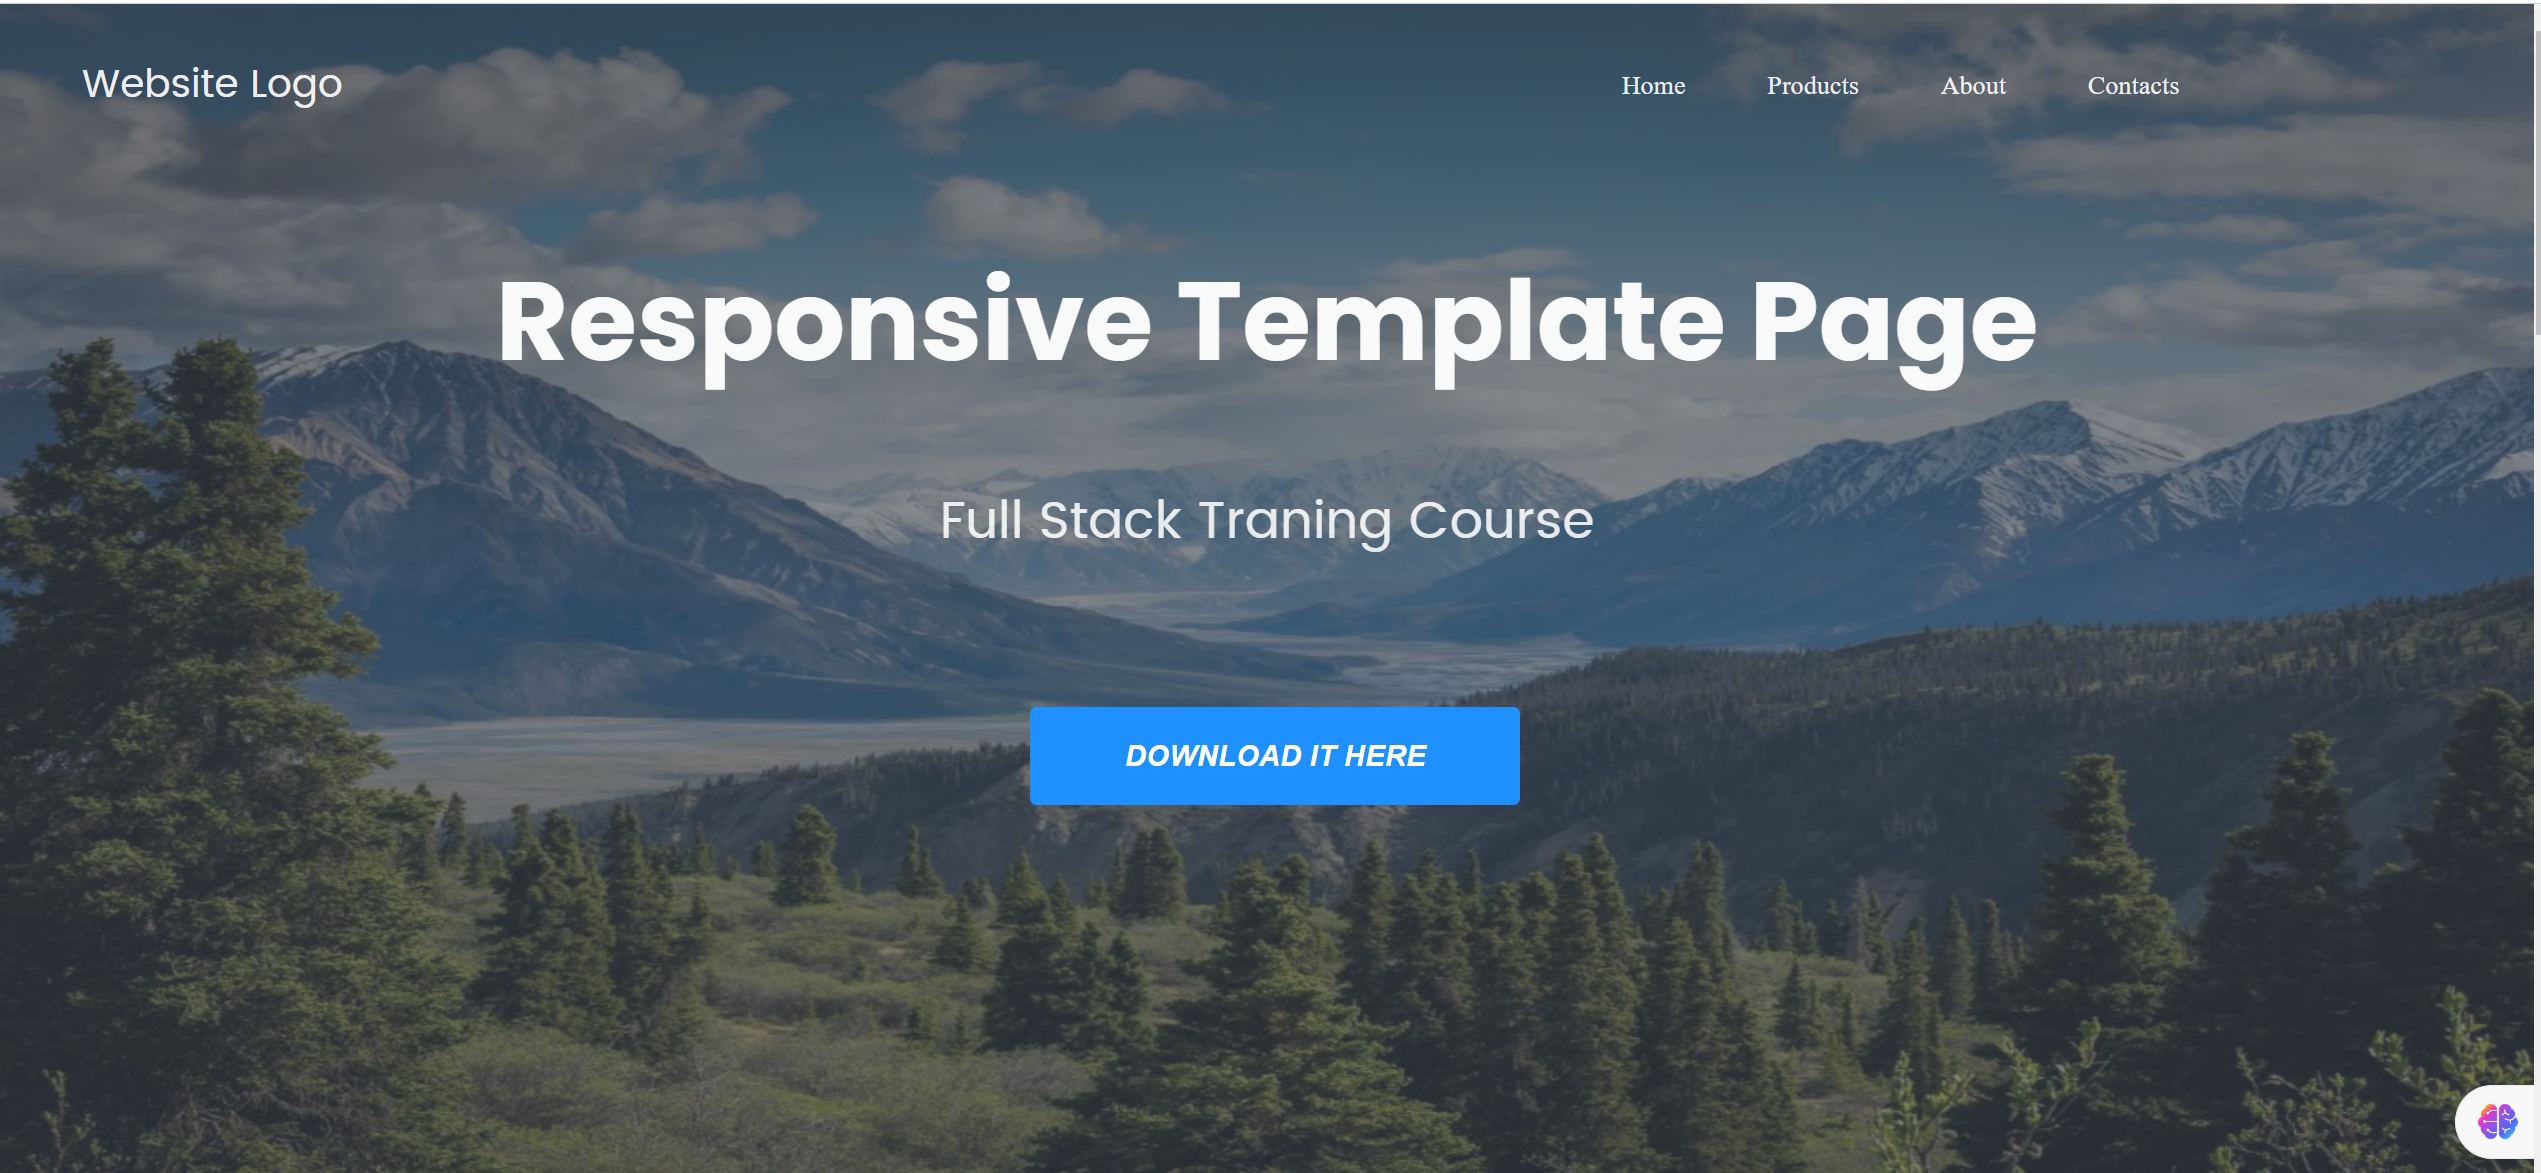 Website Logo
Home Products About Contacts
Responsive Template Page
Full Stack Traning Course
DOWNLOAD IT HERE